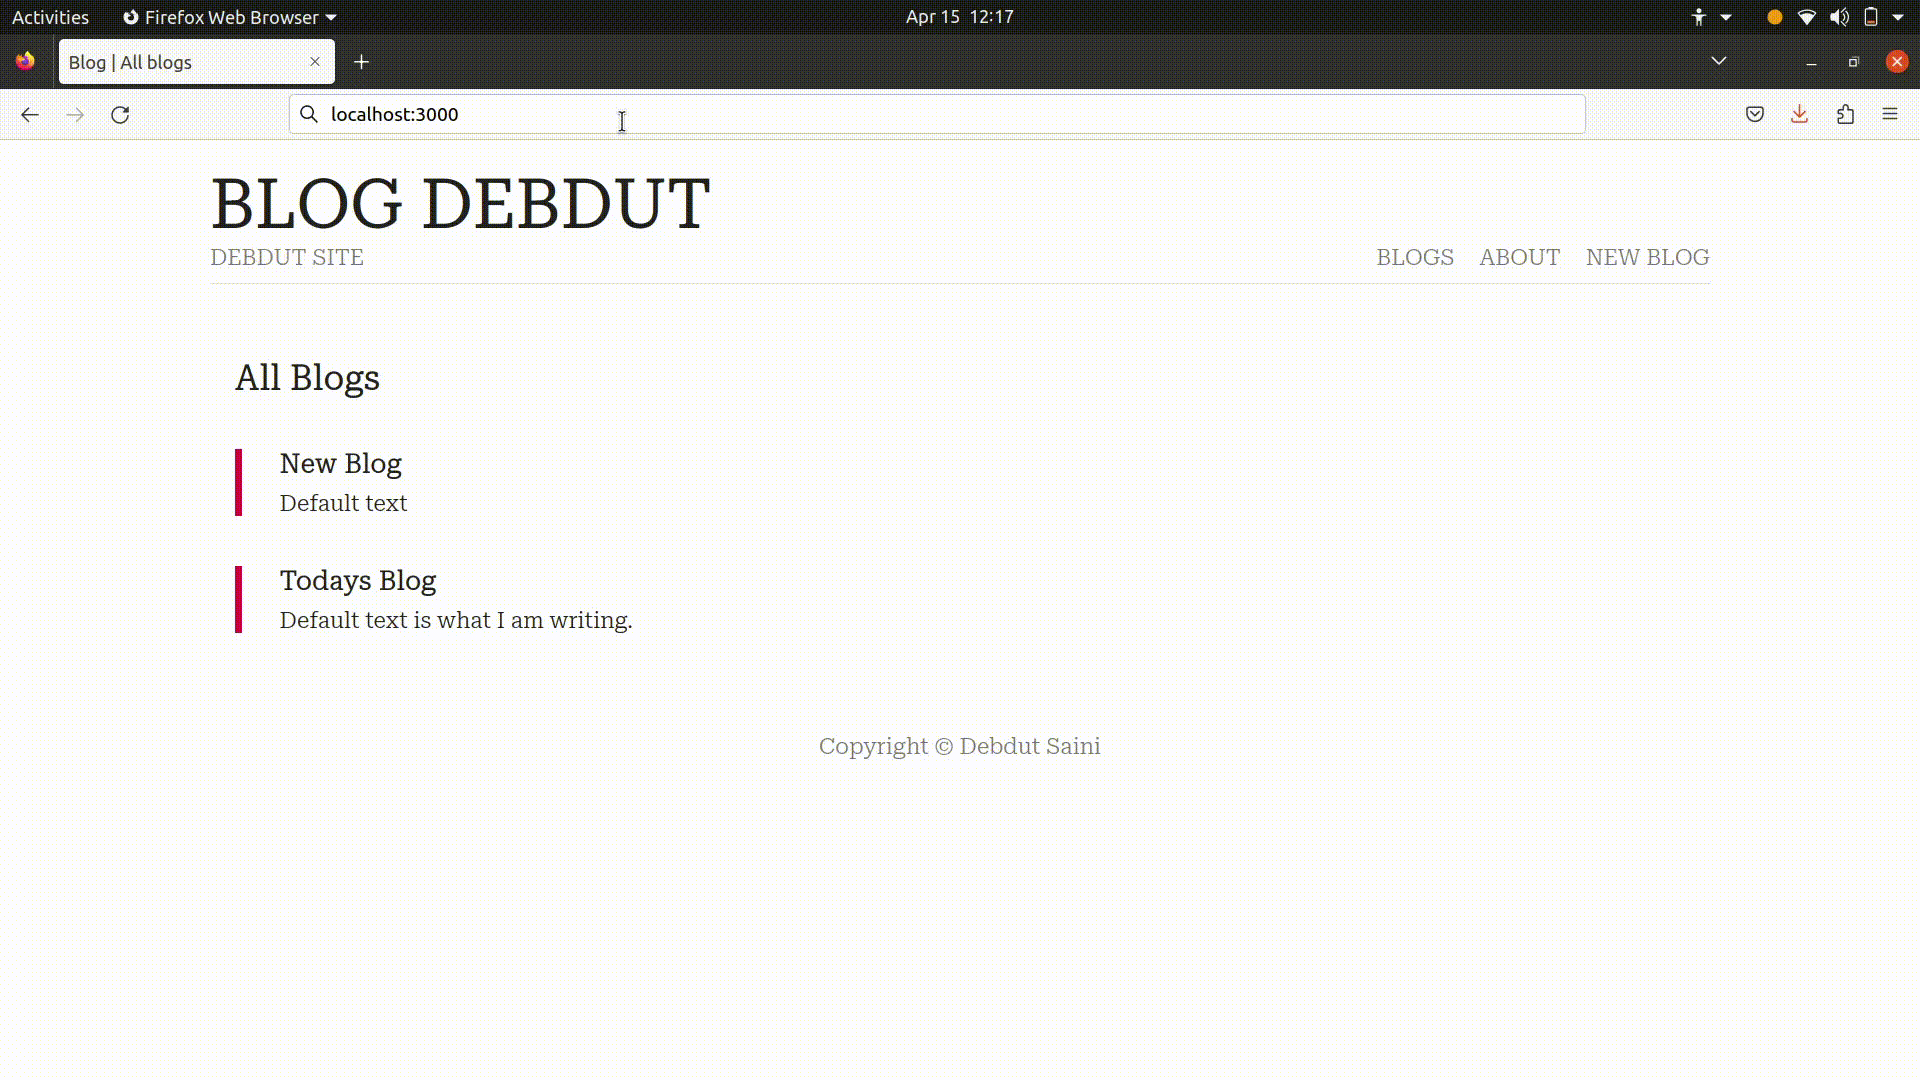 Activities Firefox Web Browser Apr 15 12:17
Blog | All blogs
localhost:3000
BLOG DEBDUT
DEBDUT SITE BLOGS ABOUT NEW BLOG
All Blogs
New Blog
Default text
Todays Blog
Default text is what I am writing.
Copyright © Debdut Saini